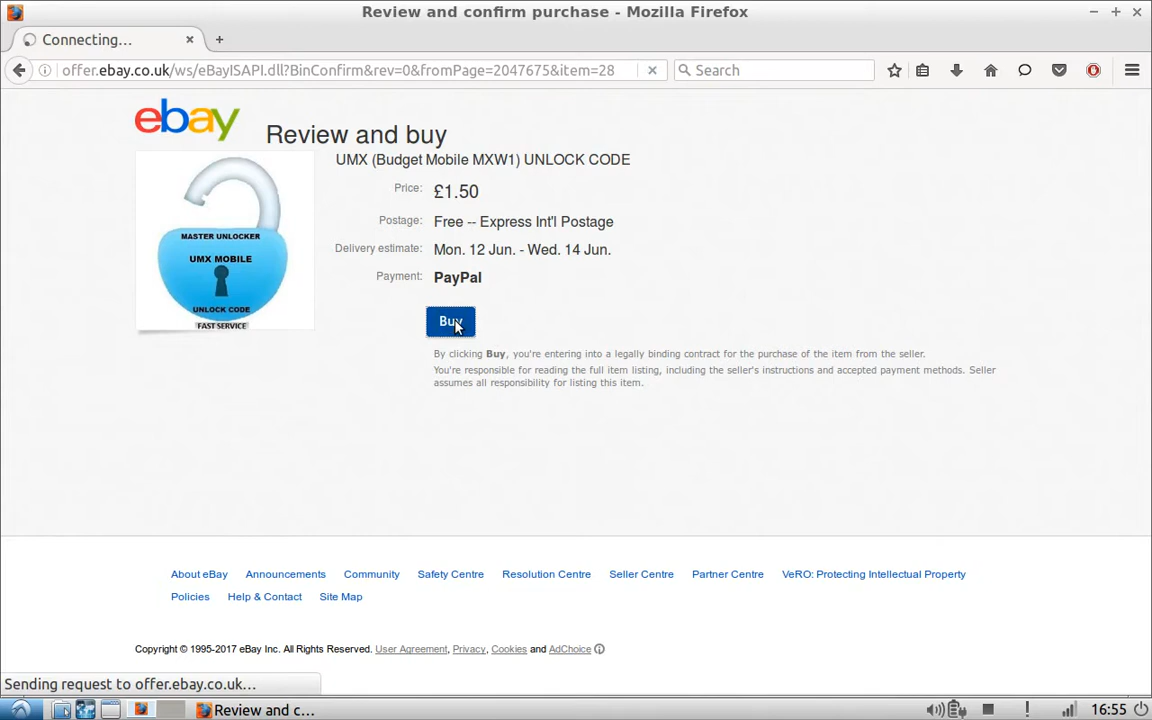 Review and confirm purchase - Mozilla Firefox
Connecting...
offer.ebay.co.uk/ws/eBayISAPI.dll?BinConfirm&rev=0&fromPage=2047675&item=28
Search
ebay
Review and buy
UMX (Budget Mobile MXW1) UNLOCK CODE
MASTER UNLOCKER
UMX MOBILE
UNLOCK CODE
FAST SERVICE
Price: £1.50
Postage: Free -- Express Int'l Postage
Delivery estimate: Mon. 12 Jun. - Wed. 14 Jun.
Payment: PayPal
Buy
By clicking Buy, you're entering into a legally binding contract for the purchase of the item from the seller.
You're responsible for reading the full item listing, including the seller's instructions and accepted payment methods. Seller
assumes all responsibility for listing this item.
About eBay Announcements Community Safety Centre Resolution Centre Seller Centre Partner Centre VeRO: Protecting Intellectual Property
Policies Help & Contact Site Map
Copyright © 1995-2017 eBay Inc. All Rights Reserved. User Agreement, Privacy, Cookies and AdChoice
Sending request to offer.ebay.co.uk...
Review and c...
16:55